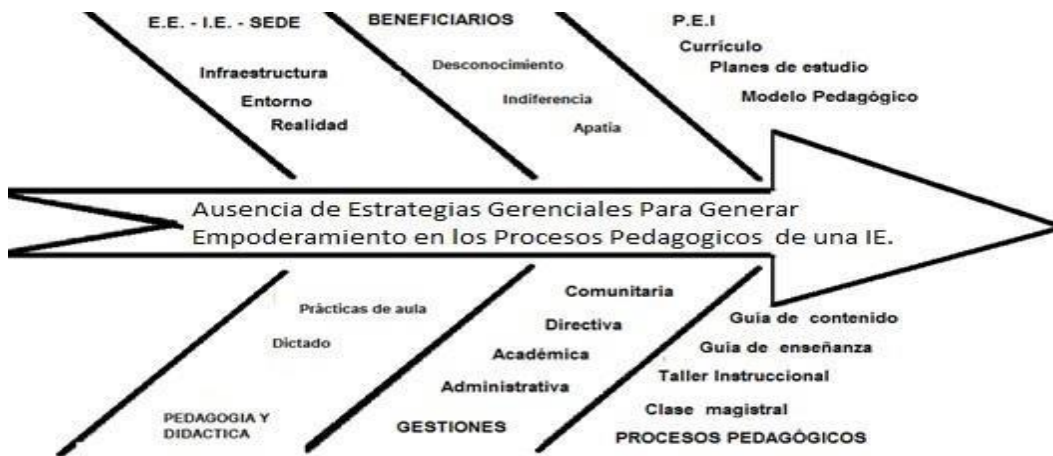 E.E. - I.E. - SEDE
Infraestructura
Entorno
Realidad
BENEFICIARIOS
Desconocimiento
Indiferencia
Apatía
P.E.I
Currículo
Planes de estudio
Modelo Pedagógico
Ausencia de Estrategias Gerenciales Para Generar
Empoderamiento en los Procesos Pedagogicos de una IE.
Prácticas de aula
Dictado
PEDAGOGIA Y
DIDACTICA
Comunitaria
Directiva
Académica
Administrativa
GESTIONES
Guía de contenido
Guia de enseñanza
Taller Instruccional
Clase magistral
PROCESOS PEDAGÓGICOS